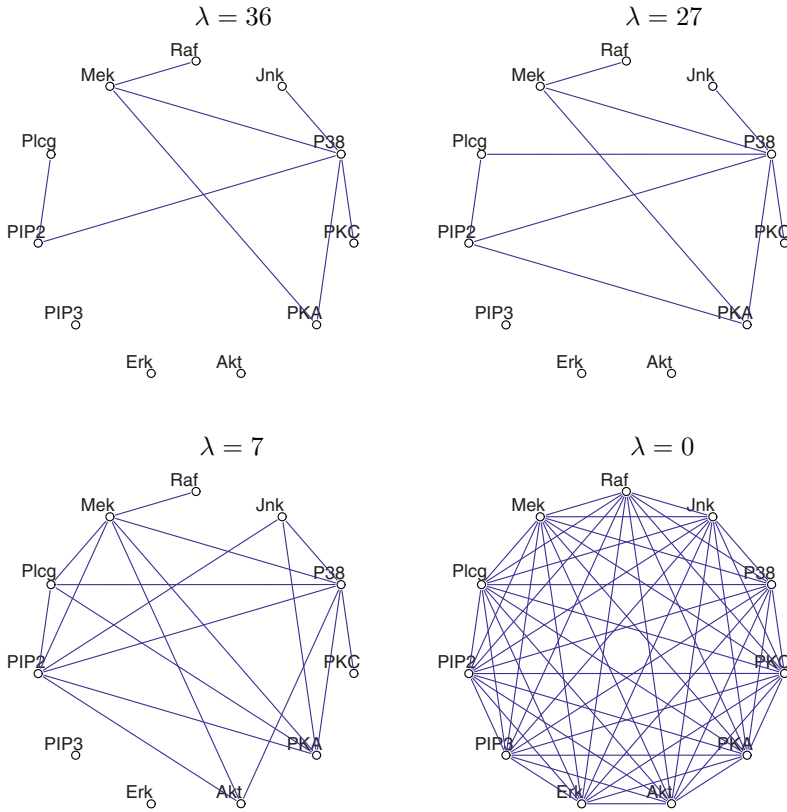 λ = 36
Raf
Mek
Jnk
Plcg
P38
PIP2
PKC
PIP3
PKA
Erk
Akt
λ = 27
Raf
Mek
Jnk
Plcg
P38
PIP2
PKC
PIP3
PKA
Erk
Akt
λ = 7
Raf
Mek
Jnk
Plcg
P38
PIP2
PKC
PIP3
PKA
Erk
Akt
λ = 0
Raf
Mek
Jnk
Plcg
P38
PIP2
PKC
PIP3
PKA
Erk
Akt